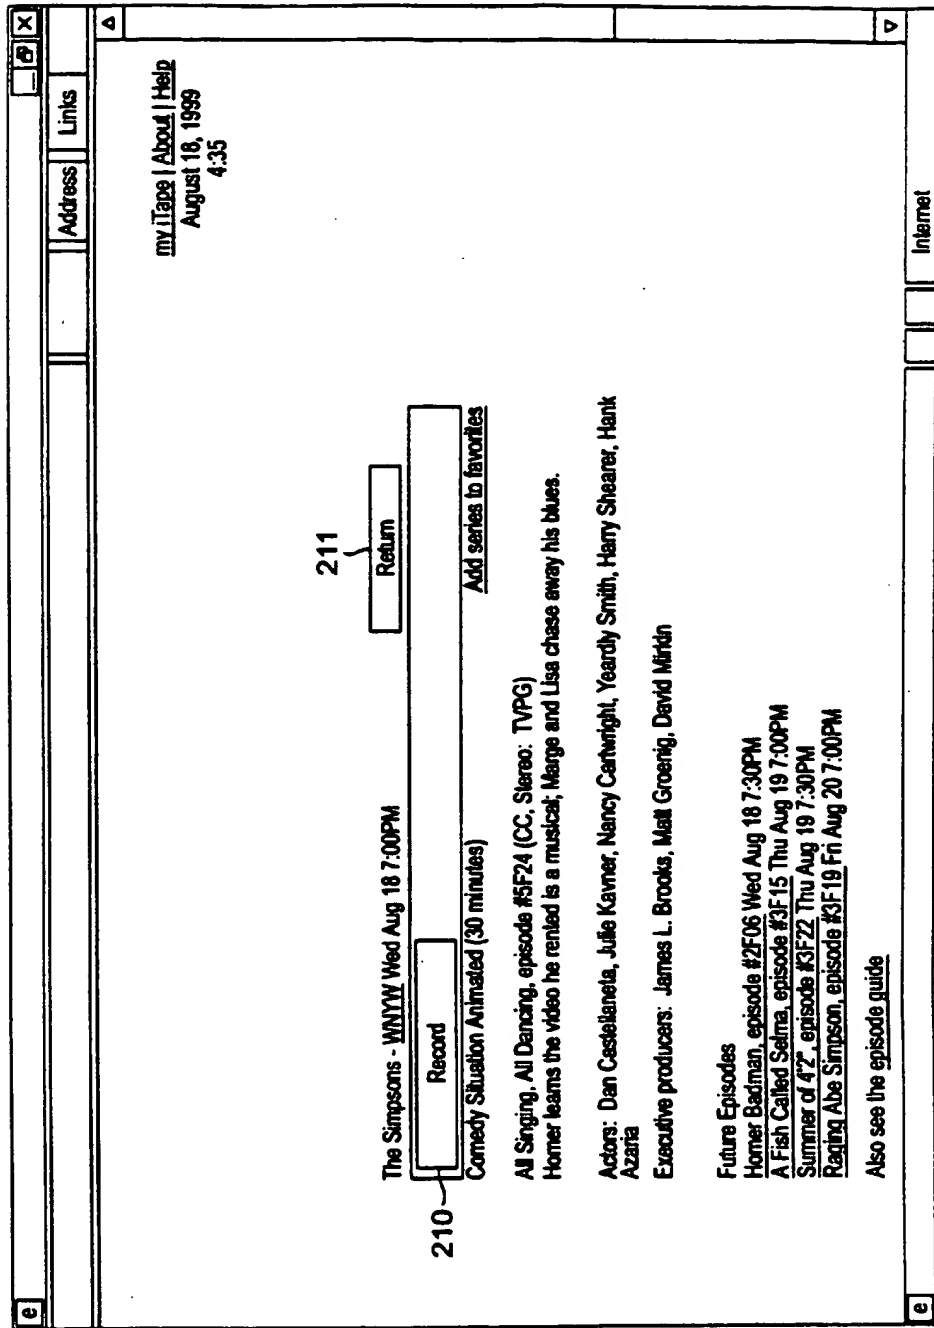 e
Address Links
my iTape | About | Help
August 18, 1999
4:35
211
Return
The Simpsons - WNYW Wed Aug 18 7:00PM
210
Record
Comedy Situation Animated (30 minutes)
Add series to favorites
All Singing, All Dancing, episode #5F24 (CC, Stereo: TVPG)
Homer learns the video he rented is a musical; Marge and Lisa chase away his blues.
Actors: Dan Castellaneta, Julie Kavner, Nancy Cartwright, Yeardly Smith, Harry Shearer, Hank
Azaria
Executive producers: James L. Brooks, Matt Groenig, David Mirkin
Future Episodes
Homer Badman, episode #2F06 Wed Aug 18 7:30PM
A Fish Called Selma, episode #3F15 Thu Aug 19 7:00PM
Summer of 4'2", episode #3F22 Thu Aug 19 7:30PM
Raging Abe Simpson, episode #3F19 Fri Aug 20 7:00PM
Also see the episode guide
e
Internet